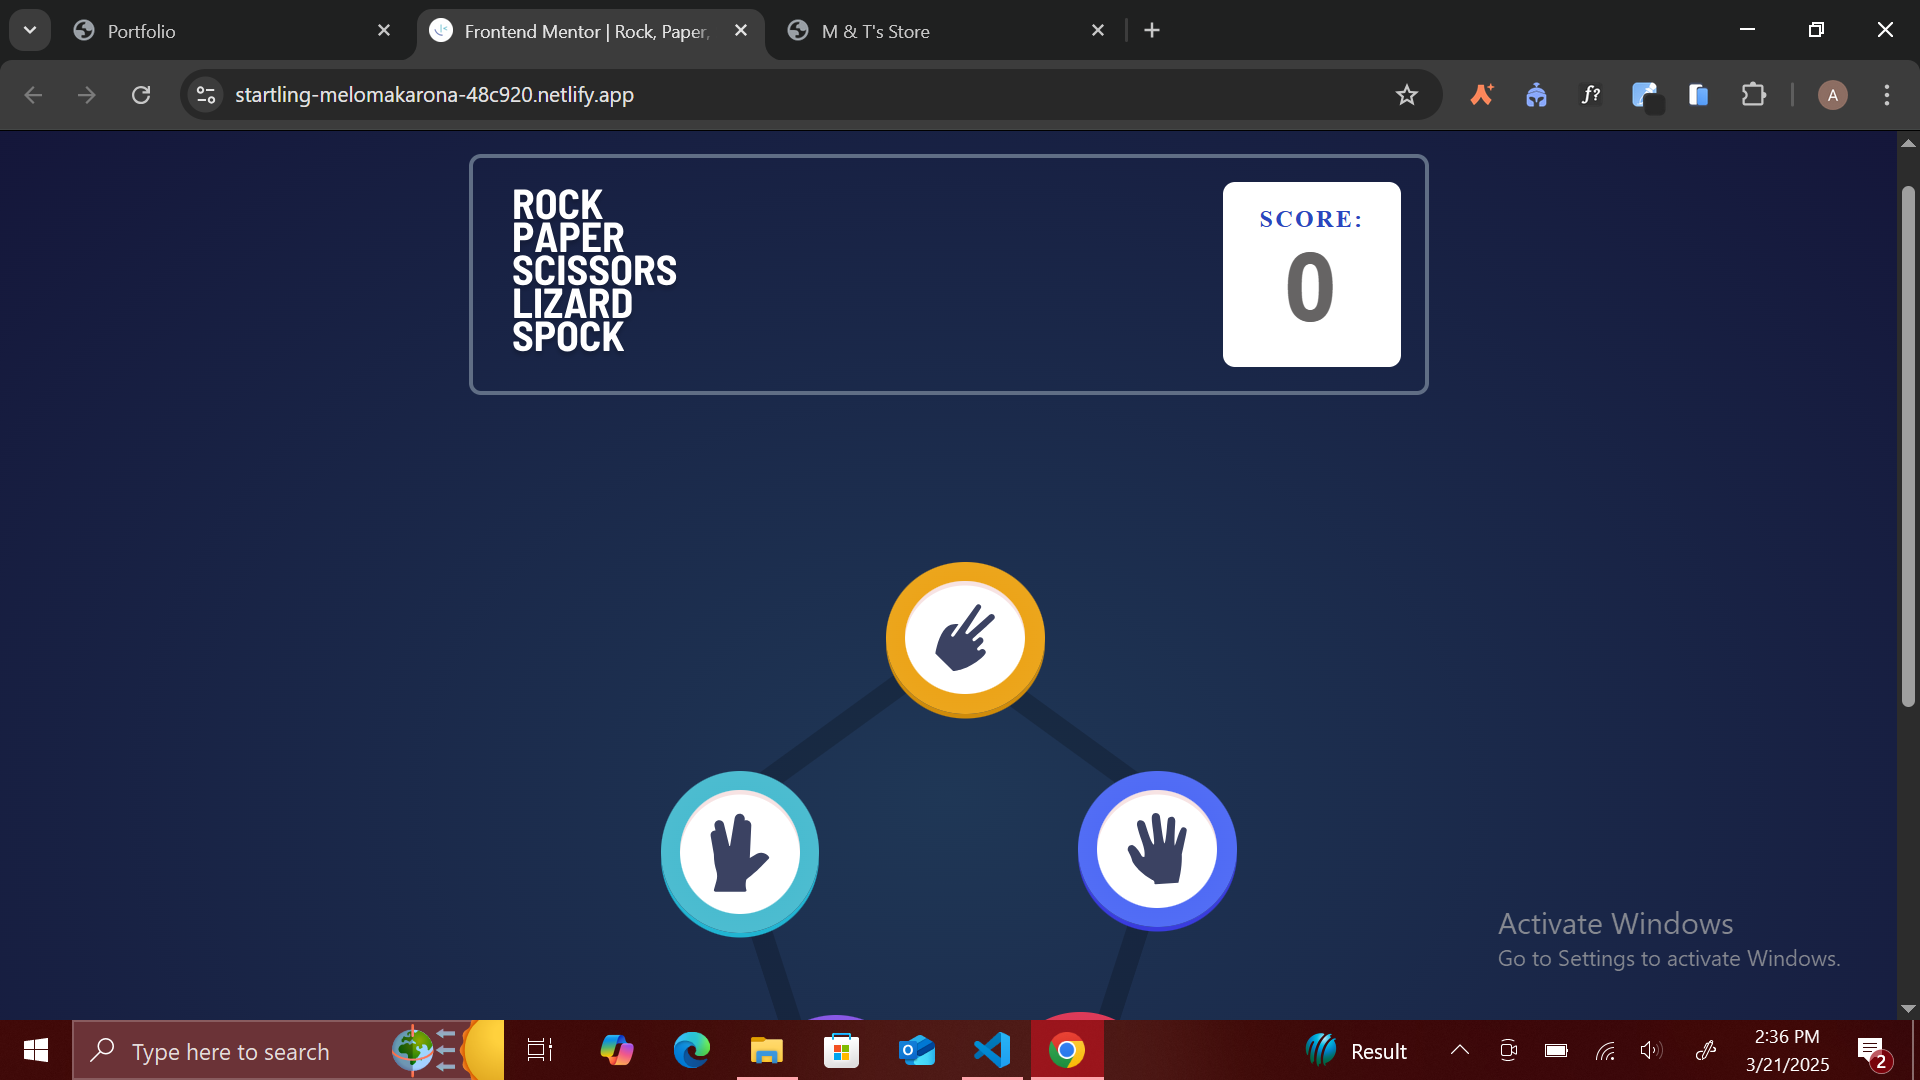 Portfolio
Frontend Mentor | Rock, Paper,
M & T's Store
startling-melomakarona-48c920.netlify.app
f?
A
ROCK
PAPER
SCISSORS
LIZARD
SPOCK
SCORE:
0
Activate Windows
Go to Settings to activate Windows.
Type here to search
Result
2:36 PM
3/21/2025
2